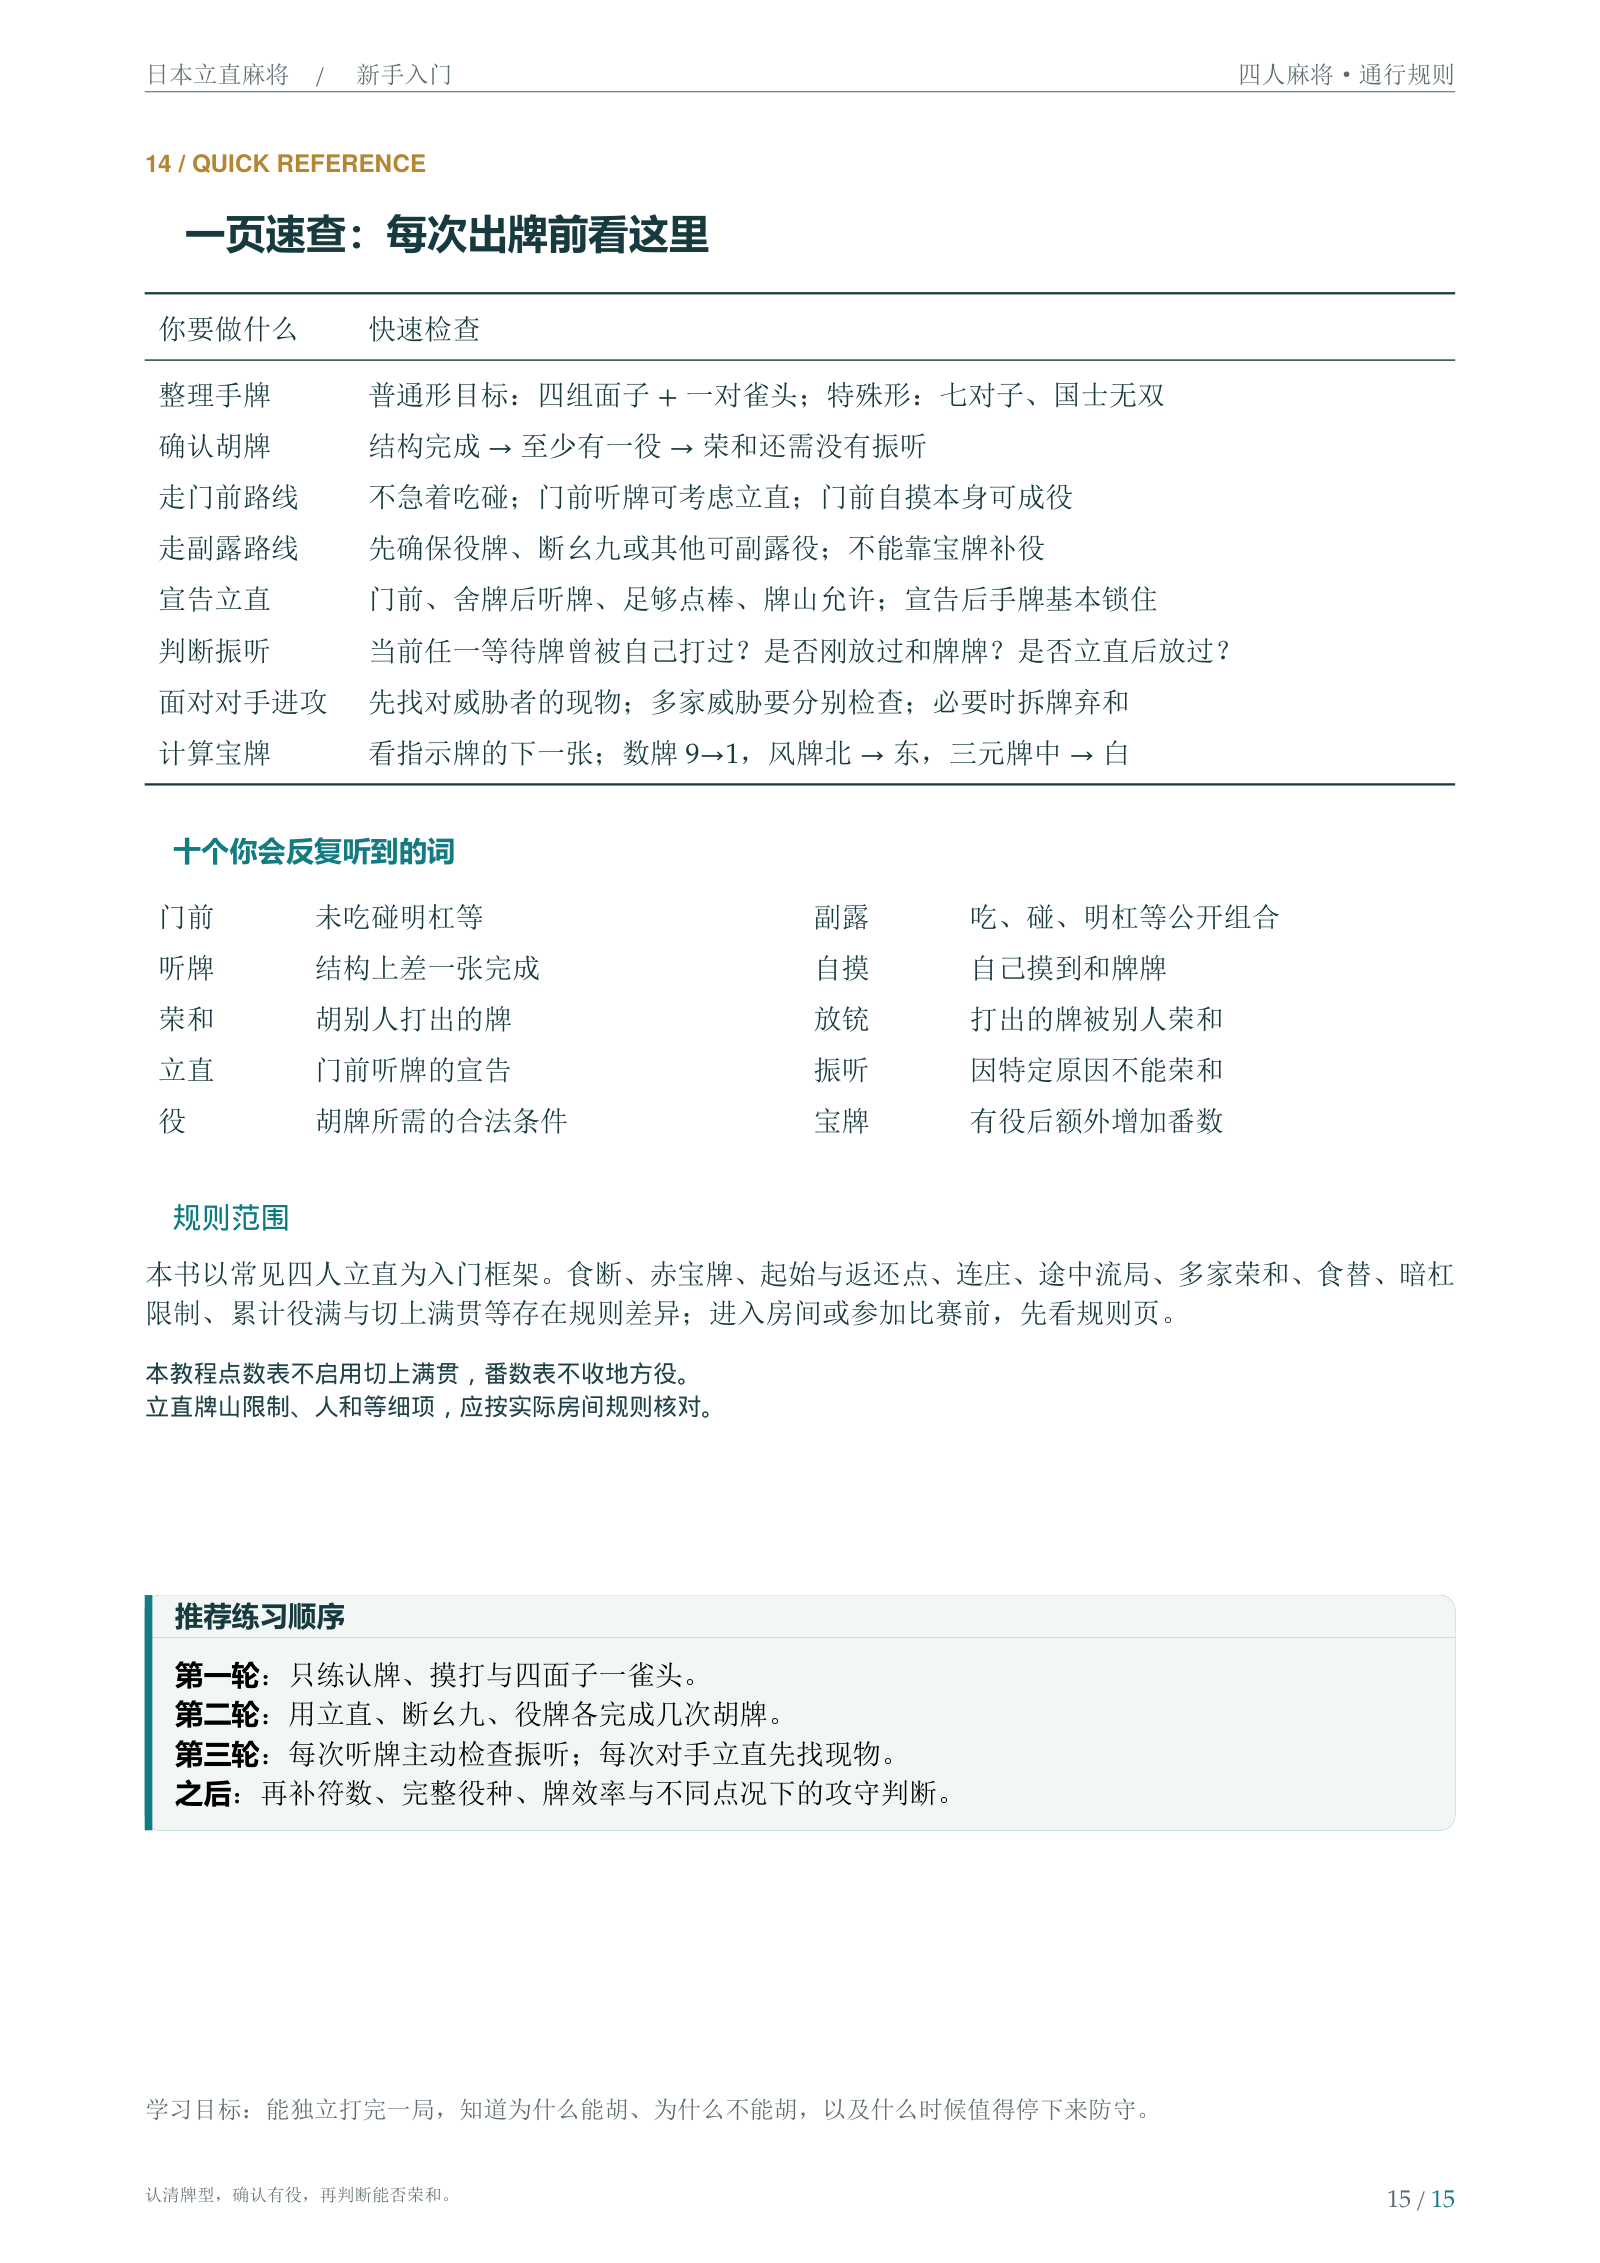 日本立直麻将 / 新手入门 四人麻将·通行规则
14 / QUICK REFERENCE
一页速查：每次出牌前看这里
你要做什么 快速检查
整理手牌 普通形目标：四组面子 + 一对雀头；特殊形：七对子、国士无双
确认胡牌 结构完成 → 至少有一役 → 荣和还需没有振听
走门前路线 不急着吃碰；门前听牌可考虑立直；门前自摸本身可成役
走副露路线 先确保役牌、断幺九或其他可副露役；不能靠宝牌补役
宣告立直 门前、舍牌后听牌、足够点棒、牌山允许；宣告后手牌基本锁住
判断振听 当前任一等待牌曾被自己打过？是否刚放过和牌牌？是否立直后放过？
面对对手进攻 先找对威胁者的现物；多家威胁要分别检查；必要时拆牌弃和
计算宝牌 看指示牌的下一张；数牌 9→1，风牌北 → 东，三元牌中 → 白
十个你会反复听到的词
门前 未吃碰明杠等 副露 吃、碰、明杠等公开组合
听牌 结构上差一张完成 自摸 自己摸到和牌牌
荣和 胡别人打出的牌 放铳 打出的牌被别人荣和
立直 门前听牌的宣告 振听 因特定原因不能荣和
役 胡牌所需的合法条件 宝牌 有役后额外增加番数
规则范围
本书以常见四人立直为入门框架。食断、赤宝牌、起始与返还点、连庄、途中流局、多家荣和、食替、暗杠
限制、累计役满与切上满贯等存在规则差异；进入房间或参加比赛前，先看规则页。
本教程点数表不启用切上满贯，番数表不收地方役。
立直牌山限制、人和等细项，应按实际房间规则核对。
推荐练习顺序
第一轮：只练认牌、摸打与四面子一雀头。
第二轮：用立直、断幺九、役牌各完成几次胡牌。
第三轮：每次听牌主动检查振听；每次对手立直先找现物。
之后：再补符数、完整役种、牌效率与不同点况下的攻守判断。
学习目标：能独立打完一局，知道为什么能胡、为什么不能胡，以及什么时候值得停下来防守。
认清牌型，确认有役，再判断能否荣和。 15 / 15